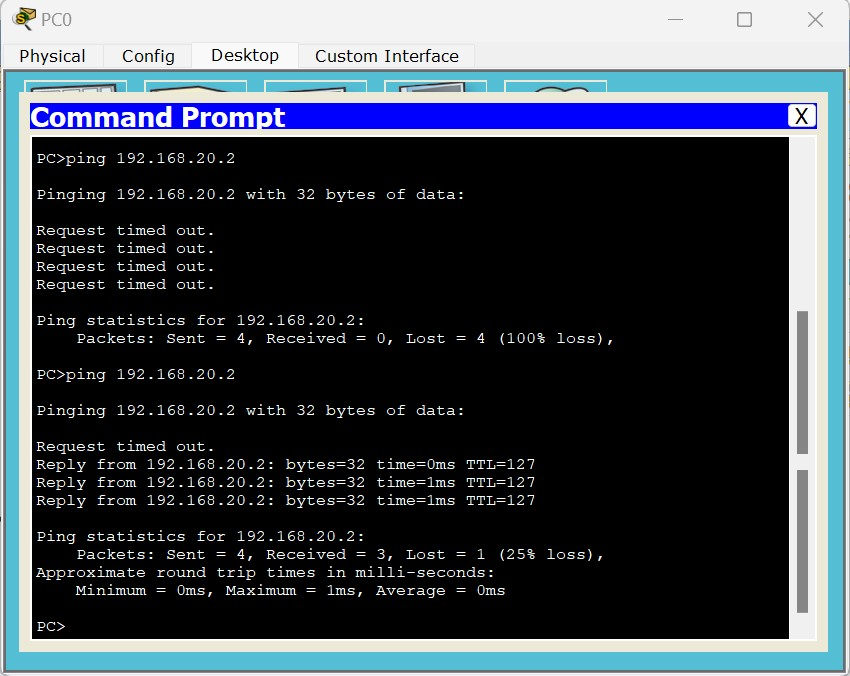 PC0
Physical Config Desktop Custom Interface
Command Prompt X
PC>ping 192.168.20.2
Pinging 192.168.20.2 with 32 bytes of data:
Request timed out.
Request timed out.
Request timed out.
Request timed out.
Ping statistics for 192.168.20.2:
Packets: Sent = 4, Received = 0, Lost = 4 (100% loss),
PC>ping 192.168.20.2
Pinging 192.168.20.2 with 32 bytes of data:
Request timed out.
Reply from 192.168.20.2: bytes=32 time=0ms TTL=127
Reply from 192.168.20.2: bytes=32 time=1ms TTL=127
Reply from 192.168.20.2: bytes=32 time=1ms TTL=127
Ping statistics for 192.168.20.2:
Packets: Sent = 4, Received = 3, Lost = 1 (25% loss),
Approximate round trip times in milli-seconds:
Minimum = 0ms, Maximum = 1ms, Average = 0ms
PC>